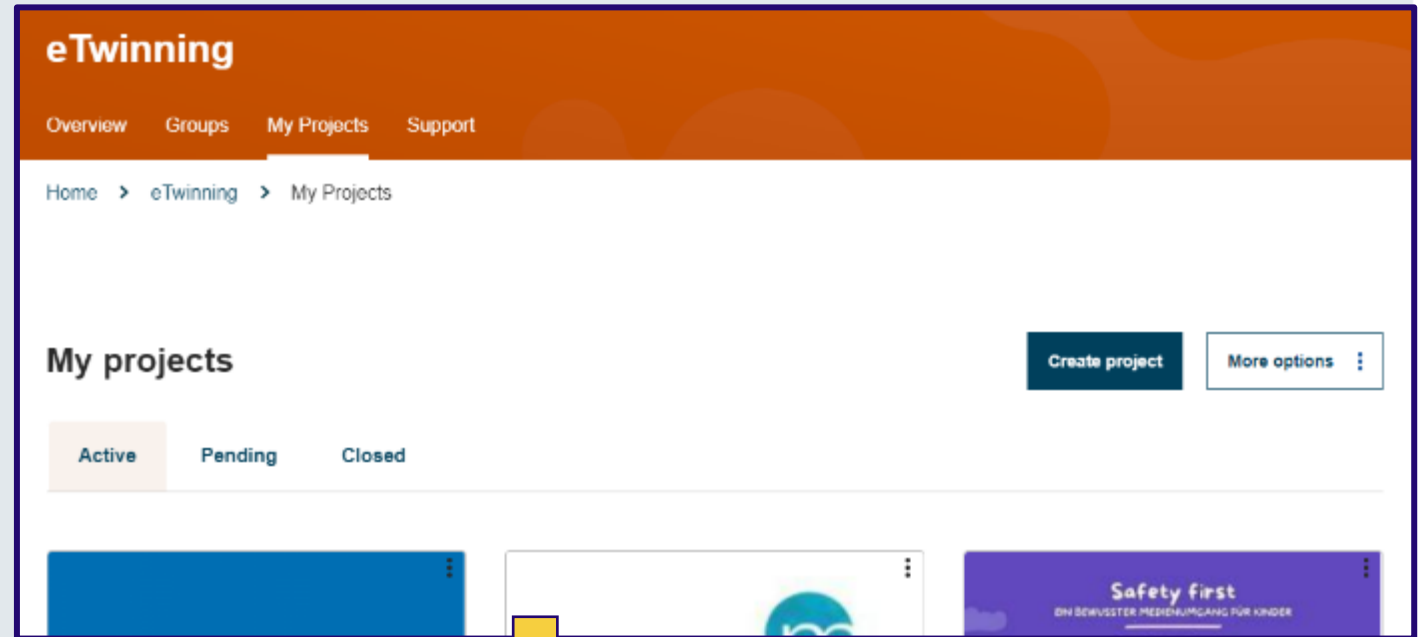 eTwinning
Overview Groups My Projects Support
Home > eTwinning > My Projects
My projects
Create project More options
Active Pending Closed
Safety first
EIN BEWUSSTER MEDIENUMGANG FÜR KINDER